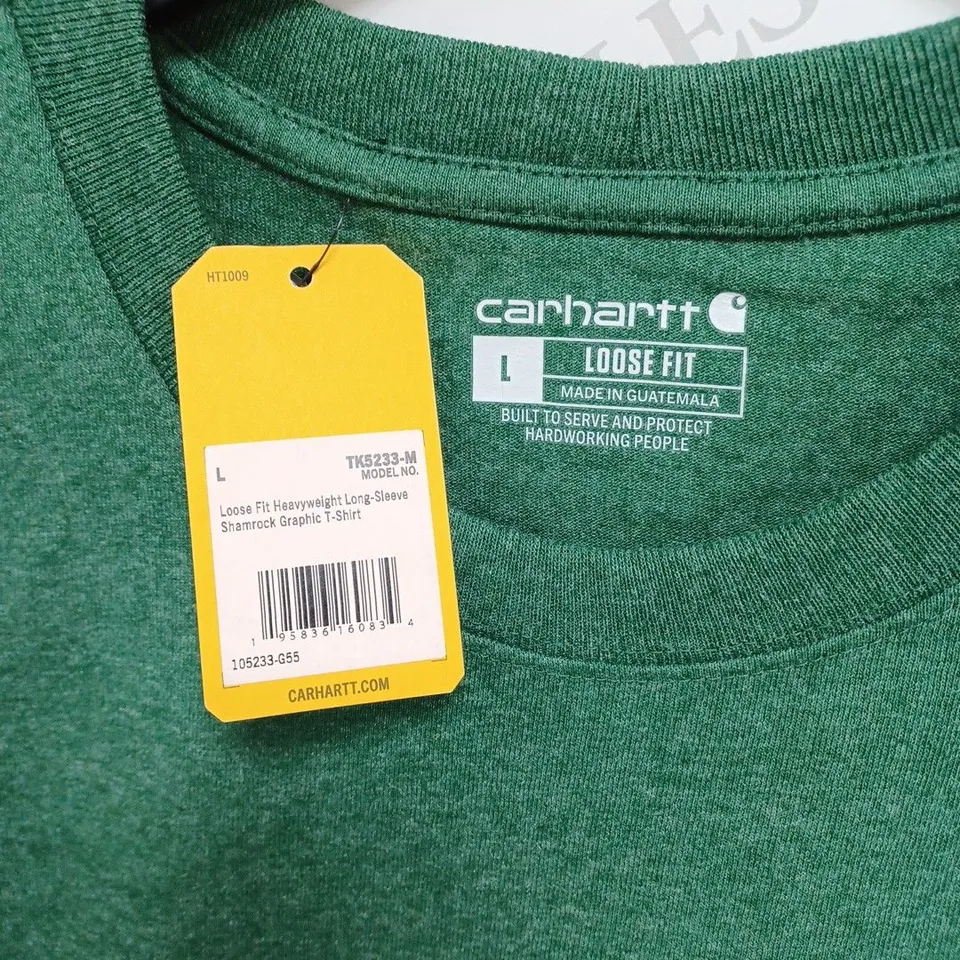 HT1009
L
TK5233-M
MODEL NO.
Loose Fit Heavyweight Long-Sleeve
Shamrock Graphic T-Shirt
1 95836 16083 4
105233-G55
CARHARTT.COM
carhartt
L
LOOSE FIT
MADE IN GUATEMALA
BUILT TO SERVE AND PROTECT
HARDWORKING PEOPLE